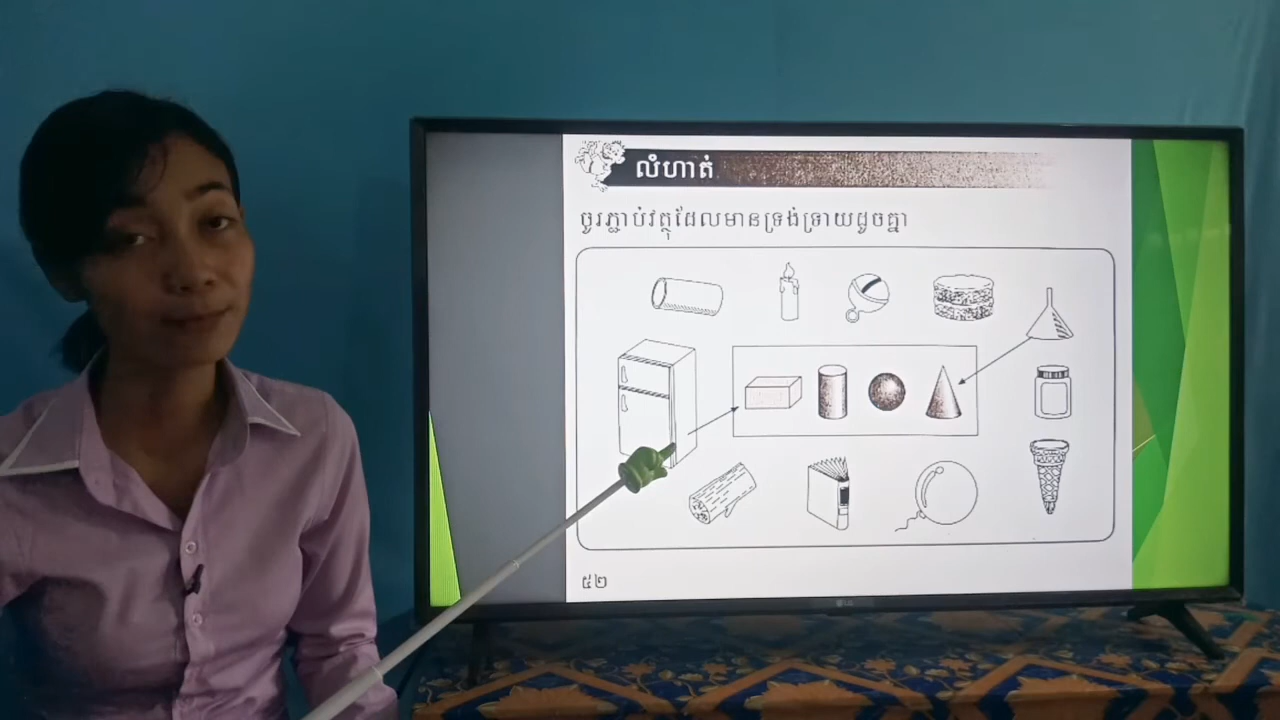 លំហាត់
ចូរភ្ជាប់វត្ថុដែលមានទ្រង់ទ្រាយដូចគ្នា
៥២
LG